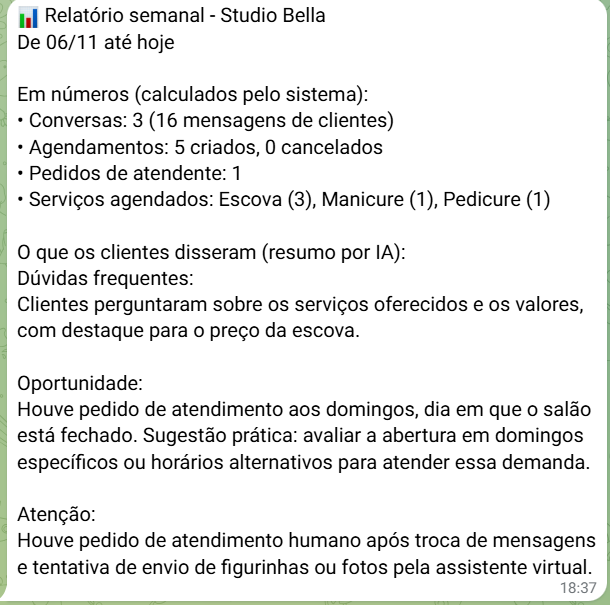 📊 Relatório semanal - Studio Bella
De 06/11 até hoje
Em números (calculados pelo sistema):
• Conversas: 3 (16 mensagens de clientes)
• Agendamentos: 5 criados, 0 cancelados
• Pedidos de atendente: 1
• Serviços agendados: Escova (3), Manicure (1), Pedicure (1)
O que os clientes disseram (resumo por IA):
Dúvidas frequentes:
Clientes perguntaram sobre os serviços oferecidos e os valores,
com destaque para o preço da escova.
Oportunidade:
Houve pedido de atendimento aos domingos, dia em que o salão
está fechado. Sugestão prática: avaliar a abertura em domingos
específicos ou horários alternativos para atender essa demanda.
Atenção:
Houve pedido de atendimento humano após troca de mensagens
e tentativa de envio de figurinhas ou fotos pela assistente virtual.
18:37